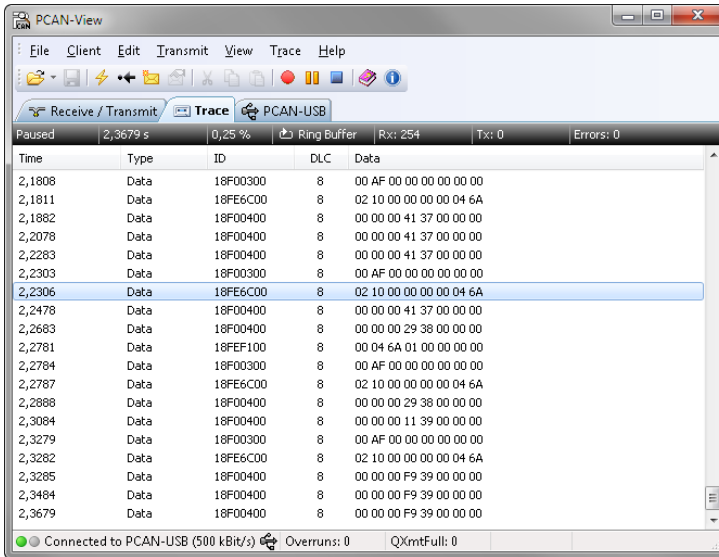 PCAN-View
File Client Edit Transmit View Trace Help
Receive / Transmit Trace PCAN-USB
Paused 2,3679 s 0,25 % Ring Buffer Rx: 254 Tx: 0 Errors: 0
Time Type ID DLC Data
2,1808 Data 18F00300 8 00 AF 00 00 00 00 00 00
2,1811 Data 18FE6C00 8 02 10 00 00 00 00 04 6A
2,1882 Data 18F00400 8 00 00 00 41 37 00 00 00
2,2078 Data 18F00400 8 00 00 00 41 37 00 00 00
2,2283 Data 18F00400 8 00 00 00 41 37 00 00 00
2,2303 Data 18F00300 8 00 AF 00 00 00 00 00 00
2,2306 Data 18FE6C00 8 02 10 00 00 00 00 04 6A
2,2478 Data 18F00400 8 00 00 00 41 37 00 00 00
2,2683 Data 18F00400 8 00 00 00 29 38 00 00 00
2,2781 Data 18FEF100 8 00 04 6A 01 00 00 00 00
2,2784 Data 18F00300 8 00 AF 00 00 00 00 00 00
2,2787 Data 18FE6C00 8 02 10 00 00 00 00 04 6A
2,2888 Data 18F00400 8 00 00 00 29 38 00 00 00
2,3084 Data 18F00400 8 00 00 00 11 39 00 00 00
2,3279 Data 18F00300 8 00 AF 00 00 00 00 00 00
2,3282 Data 18FE6C00 8 02 10 00 00 00 00 04 6A
2,3285 Data 18F00400 8 00 00 00 F9 39 00 00 00
2,3484 Data 18F00400 8 00 00 00 F9 39 00 00 00
2,3679 Data 18F00400 8 00 00 00 F9 39 00 00 00
Connected to PCAN-USB (500 kBit/s) Overruns: 0 QXmtFull: 0